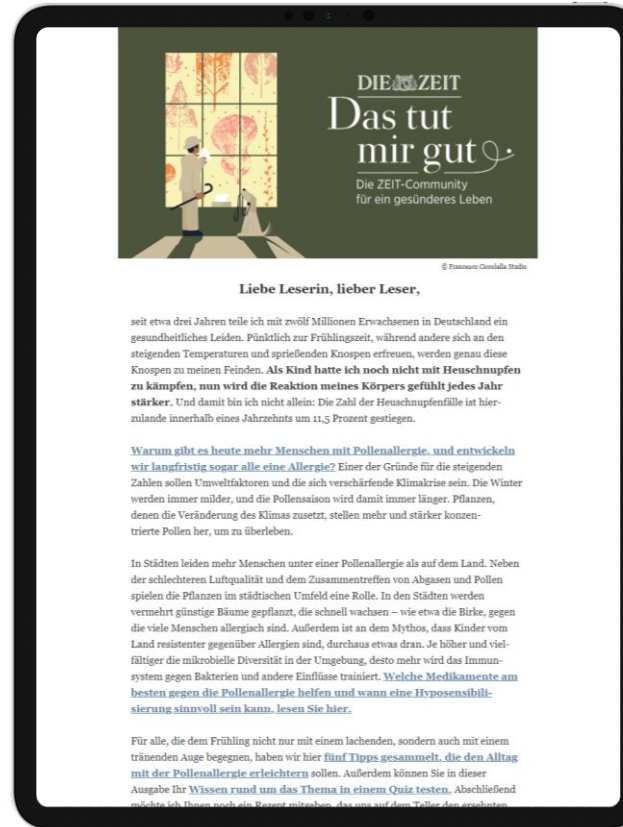 DIE ZEIT
Das tut
mir gut
Die ZEIT-Community
für ein gesünderes Leben
© Francesco Ciccolella Studio
Liebe Leserin, lieber Leser,
seit etwa drei Jahren teile ich mit zwölf Millionen Erwachsenen in Deutschland ein
gesundheitliches Leiden. Pünktlich zur Frühlingszeit, während andere sich an den
steigenden Temperaturen und sprießenden Knospen erfreuen, werden genau diese
Knospen zu meinen Feinden. Als Kind hatte ich noch nicht mit Heuschnupfen
zu kämpfen, nun wird die Reaktion meines Körpers gefühlt jedes Jahr
stärker. Und damit bin ich nicht allein: Die Zahl der Heuschnupfenfälle ist hier-
zulande innerhalb eines Jahrzehnts um 11,5 Prozent gestiegen.
Warum gibt es heute mehr Menschen mit Pollenallergie, und entwickeln
wir langfristig sogar alle eine Allergie? Einer der Gründe für die steigenden
Zahlen sollen Umweltfaktoren und die sich verschärfende Klimakrise sein. Die Winter
werden immer milder, und die Pollensaison wird damit immer länger. Pflanzen,
denen die Veränderung des Klimas zusetzt, stellen mehr und stärker konzen-
trierte Pollen her, um zu überleben.
In Städten leiden mehr Menschen unter einer Pollenallergie als auf dem Land. Neben
der schlechteren Luftqualität und dem Zusammentreffen von Abgasen und Pollen
spielen die Pflanzen im städtischen Umfeld eine Rolle. In den Städten werden
vermehrt günstige Bäume gepflanzt, die schnell wachsen – wie etwa die Birke, gegen
die viele Menschen allergisch sind. Außerdem ist an dem Mythos, dass Kinder vom
Land resistenter gegenüber Allergien sind, durchaus etwas dran. Je höher und viel-
fältiger die mikrobielle Diversität in der Umgebung, desto mehr wird das Immun-
system gegen Bakterien und andere Einflüsse trainiert. Welche Medikamente am
besten gegen die Pollenallergie helfen und wann eine Hyposensibili-
sierung sinnvoll sein kann, lesen Sie hier.
Für alle, die dem Frühling nicht nur mit einem lachenden, sondern auch mit einem
tränenden Auge begegnen, haben wir hier fünf Tipps gesammelt, die den Alltag
mit der Pollenallergie erleichtern sollen. Außerdem können Sie in dieser
Ausgabe Ihr Wissen rund um das Thema in einem Quiz testen. Abschließend
möchte ich Ihnen noch ein Rezept mitgeben, das uns auf dem Teller den ersehnten